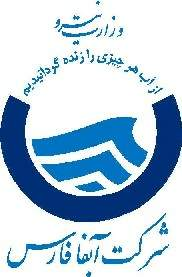 وزارت نیرو
از آب هر چیزی را زنده گردانیدیم
شرکت آبفا فارس